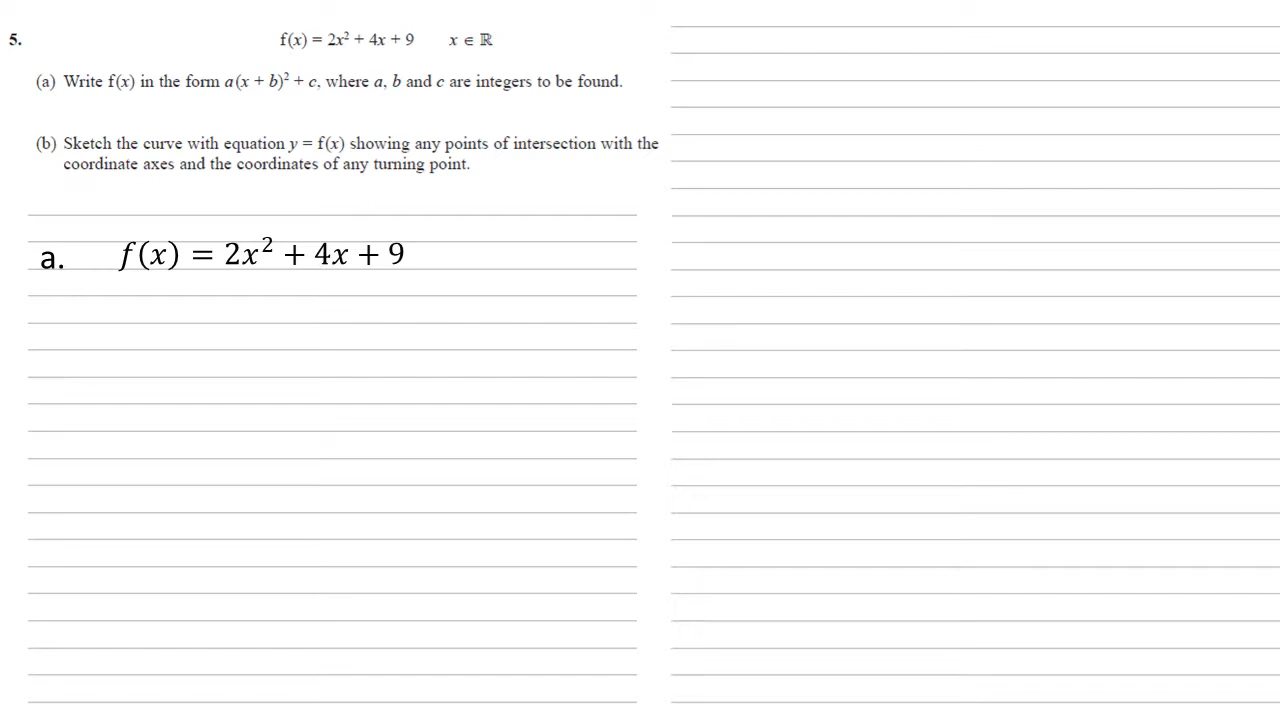 5. f(x) = 2x² + 4x + 9 x ∈ ℝ
(a) Write f(x) in the form a(x + b)² + c, where a, b and c are integers to be found.
(b) Sketch the curve with equation y = f(x) showing any points of intersection with the
coordinate axes and the coordinates of any turning point.
a. f(x) = 2x² + 4x + 9